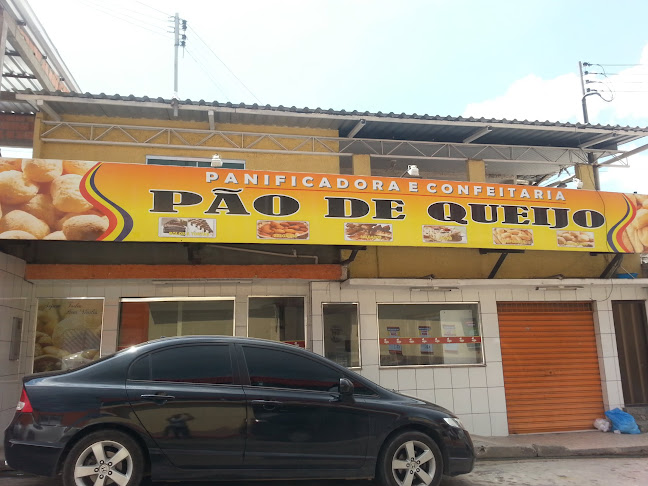 PANIFICADORA E CONFEITARIA
PÃO DE QUEIJO